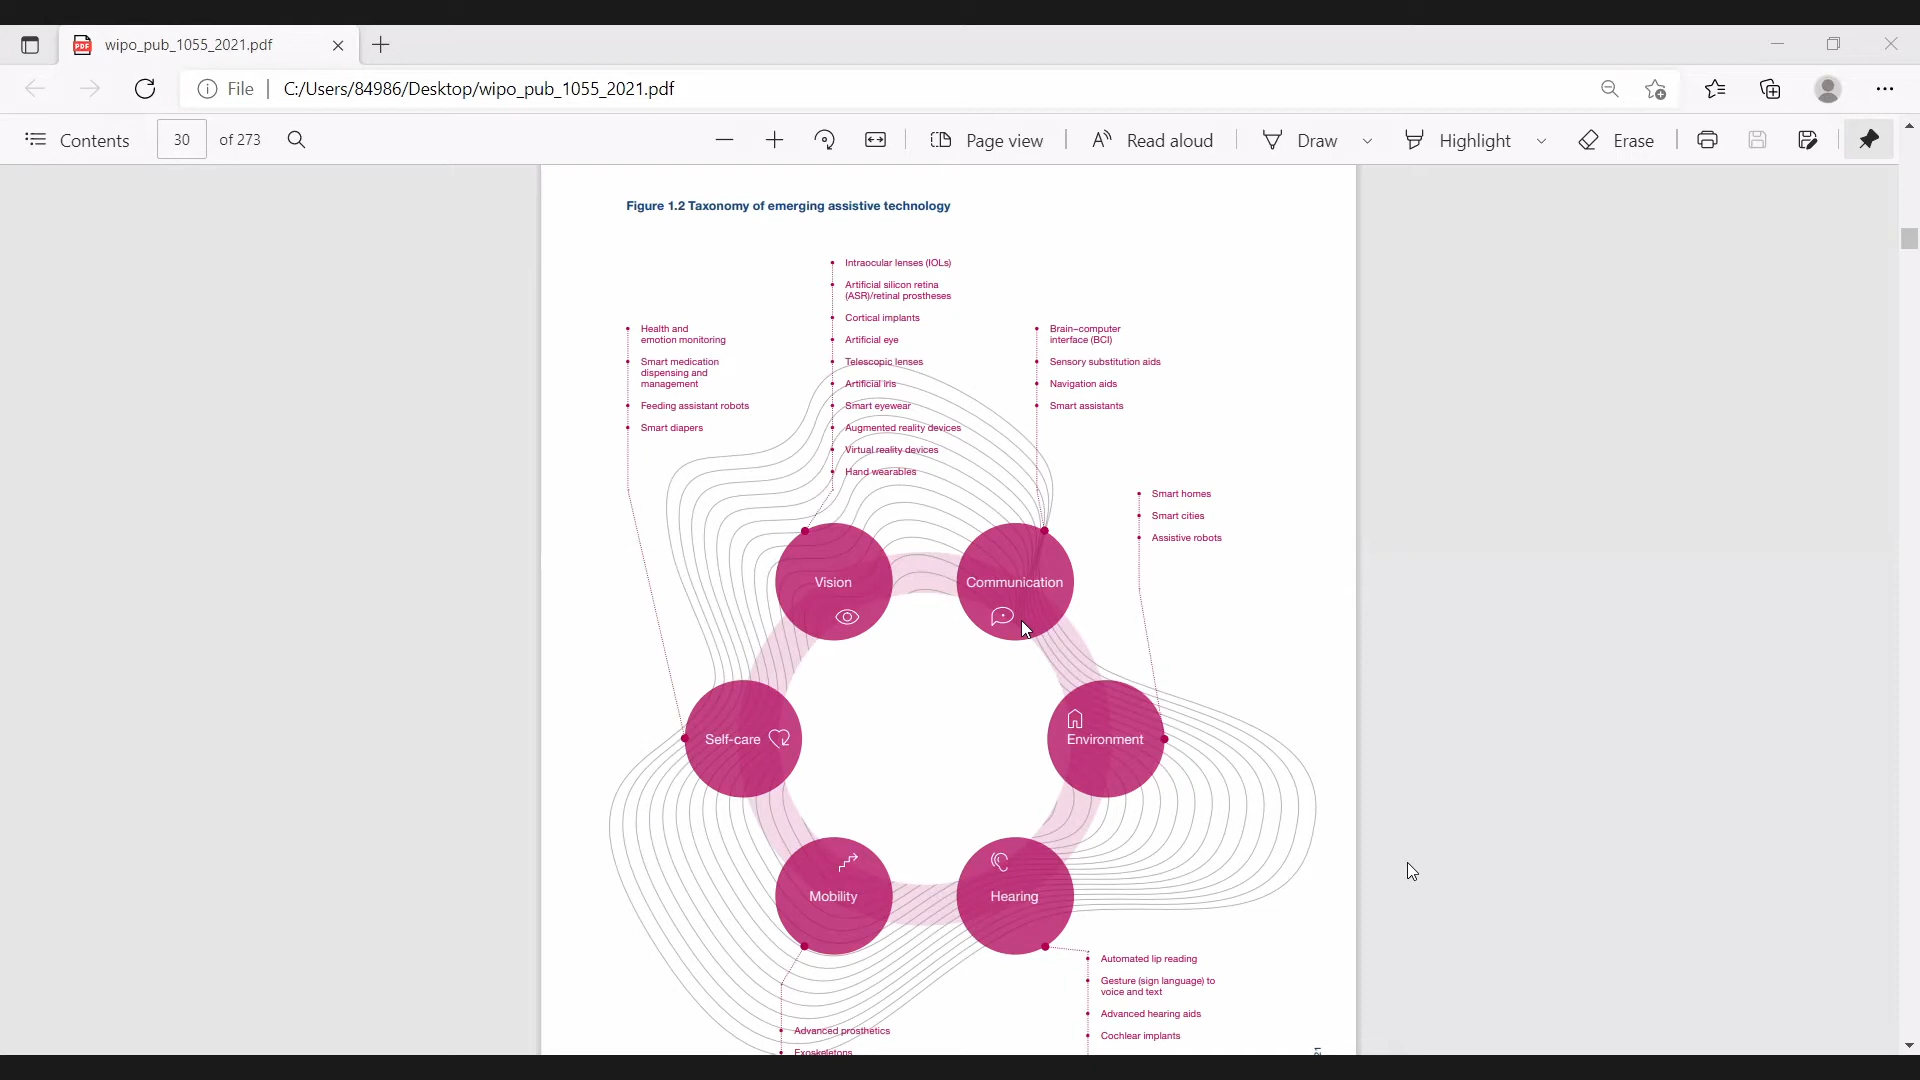 wipo_pub_1055_2021.pdf
File
C:/Users/84986/Desktop/wipo_pub_1055_2021.pdf
Contents
30
of 273
Page view
Read aloud
Draw
Highlight
Erase
Figure 1.2 Taxonomy of emerging assistive technology
Health and
emotion monitoring
Smart medication
dispensing and
management
Feeding assistant robots
Smart diapers
Intraocular lenses (IOLs)
Artificial silicon retina
(ASR)/retinal prostheses
Cortical implants
Artificial eye
Telescopic lenses
Artificial iris
Smart eyewear
Augmented reality devices
Virtual reality devices
Hand wearables
Brain–computer
interface (BCI)
Sensory substitution aids
Navigation aids
Smart assistants
Smart homes
Smart cities
Assistive robots
Vision
Communication
Self-care
Environment
Mobility
Hearing
Automated lip reading
Gesture (sign language) to
voice and text
Advanced hearing aids
Cochlear implants
Advanced prosthetics
Exoskeletons
21